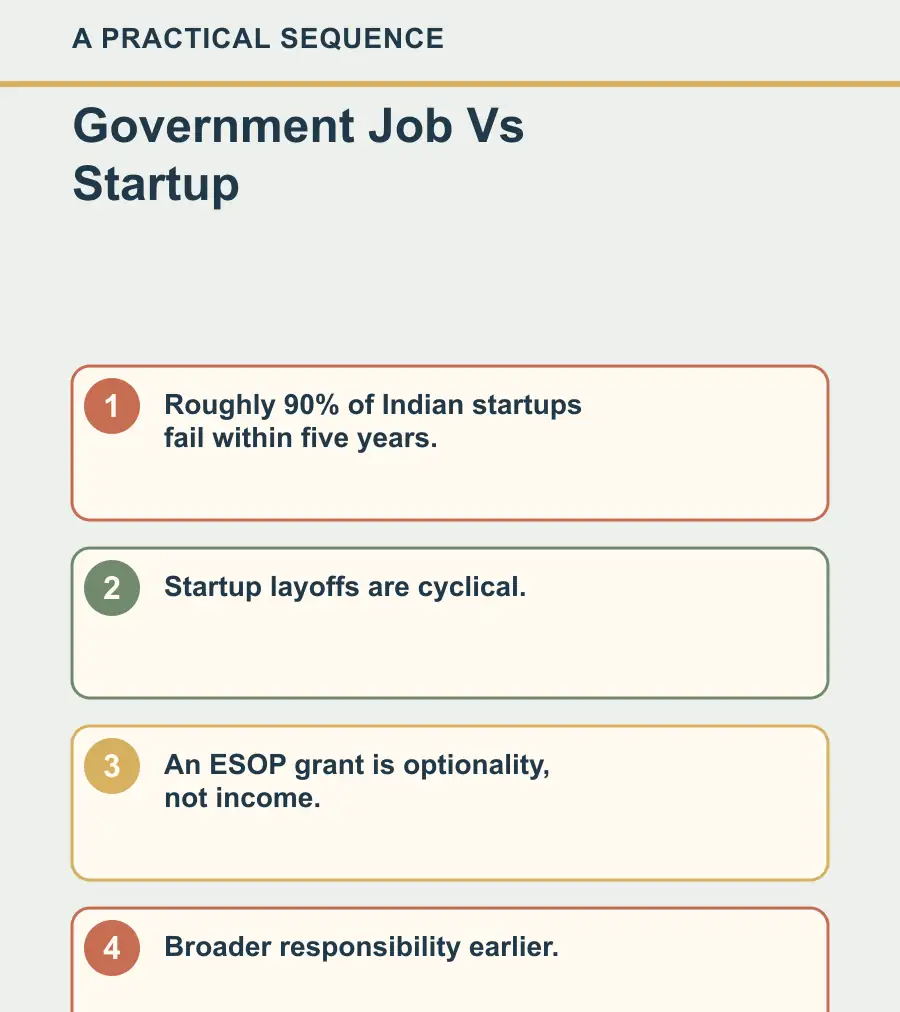 A PRACTICAL SEQUENCE
Government Job Vs
Startup
1
Roughly 90% of Indian startups
fail within five years.
2
Startup layoffs are cyclical.
3
An ESOP grant is optionality,
not income.
4
Broader responsibility earlier.